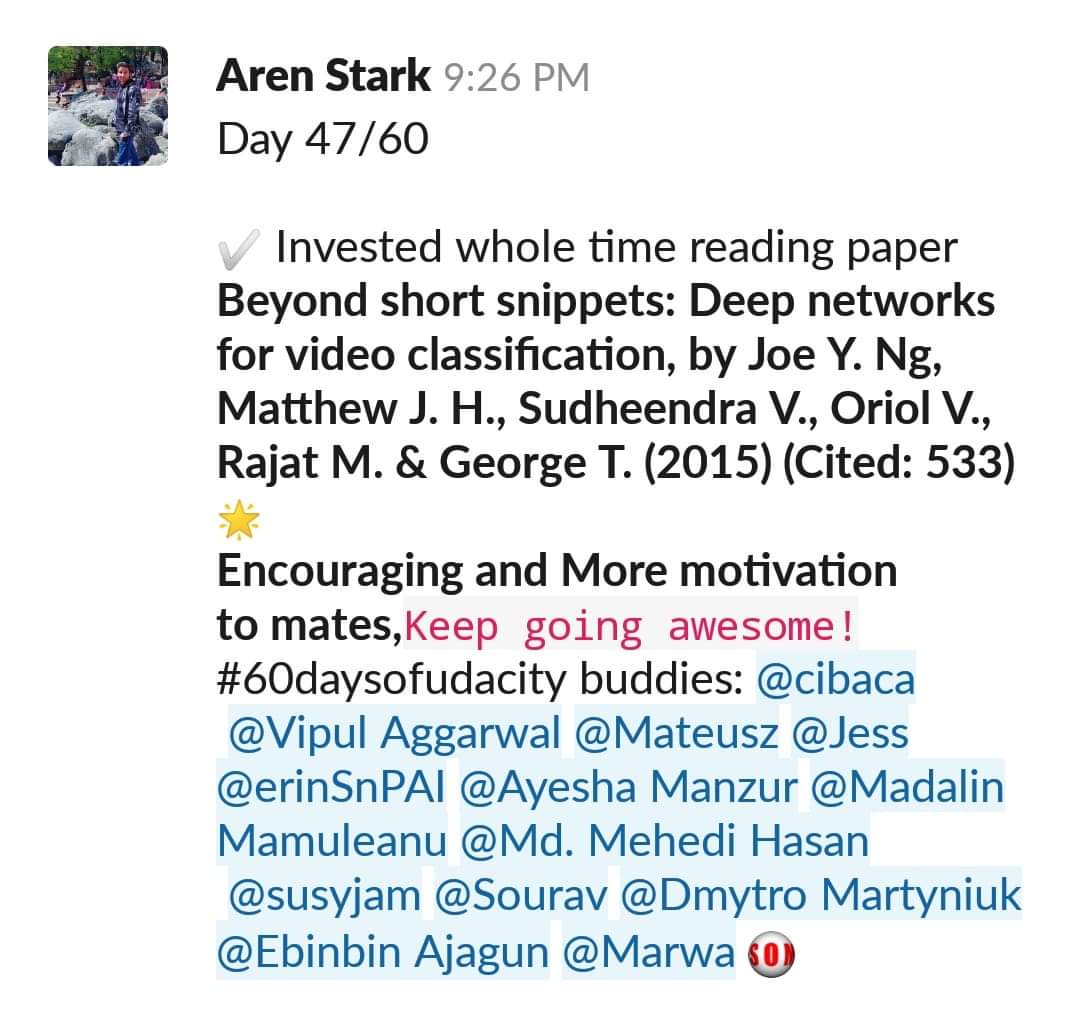 Aren Stark 9:26 PM
Day 47/60
✔️ Invested whole time reading paper
Beyond short snippets: Deep networks
for video classification, by Joe Y. Ng,
Matthew J. H., Sudheendra V., Oriol V.,
Rajat M. & George T. (2015) (Cited: 533)
🌟
Encouraging and More motivation
to mates,Keep going awesome!
#60daysofudacity buddies: @cibaca
@Vipul Aggarwal @Mateusz @Jess
@erinSnPAI @Ayesha Manzur @Madalin
Mamuleanu @Md. Mehedi Hasan
@susyjam @Sourav @Dmytro Martyniuk
@Ebinbin Ajagun @Marwa